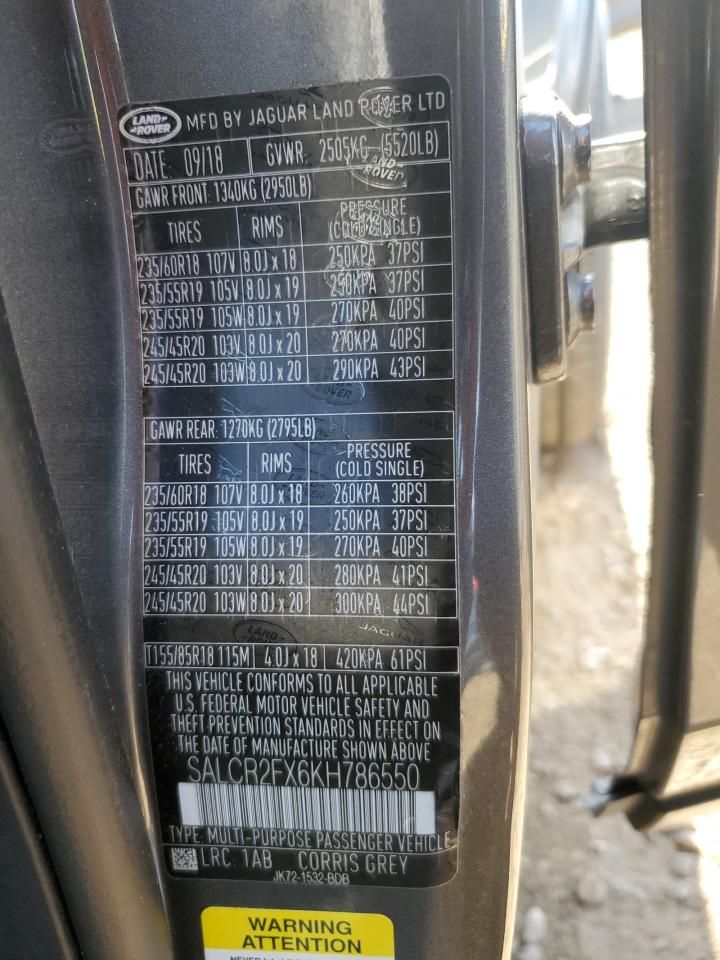 LAND ROVER MFD BY JAGUAR LAND ROVER LTD
DATE: 09/18 GVWR: 2505KG (5520LB)
GAWR FRONT: 1340KG (2950LB)
TIRES RIMS PRESSURE (COLD SINGLE)
235/60R18 107V 8.0J x 18 250KPA 37PSI
235/55R19 105V 8.0J x 19 250KPA 37PSI
235/55R19 105W 8.0J x 19 270KPA 40PSI
245/45R20 103V 8.0J x 20 270KPA 40PSI
245/45R20 103W 8.0J x 20 290KPA 43PSI
GAWR REAR: 1270KG (2795LB)
TIRES RIMS PRESSURE (COLD SINGLE)
235/60R18 107V 8.0J x 18 260KPA 38PSI
235/55R19 105V 8.0J x 19 250KPA 37PSI
235/55R19 105W 8.0J x 19 270KPA 40PSI
245/45R20 103V 8.0J x 20 280KPA 41PSI
245/45R20 103W 8.0J x 20 300KPA 44PSI
T155/85R18 115M 4.0J x 18 420KPA 61PSI
THIS VEHICLE CONFORMS TO ALL APPLICABLE
U.S. FEDERAL MOTOR VEHICLE SAFETY AND
THEFT PREVENTION STANDARDS IN EFFECT ON
THE DATE OF MANUFACTURE SHOWN ABOVE
SALCR2FX6KH786550
TYPE: MULTI-PURPOSE PASSENGER VEHICLE
LRC: 1AB CORRIS GREY
JK72-1532-BDB
WARNING
ATTENTION